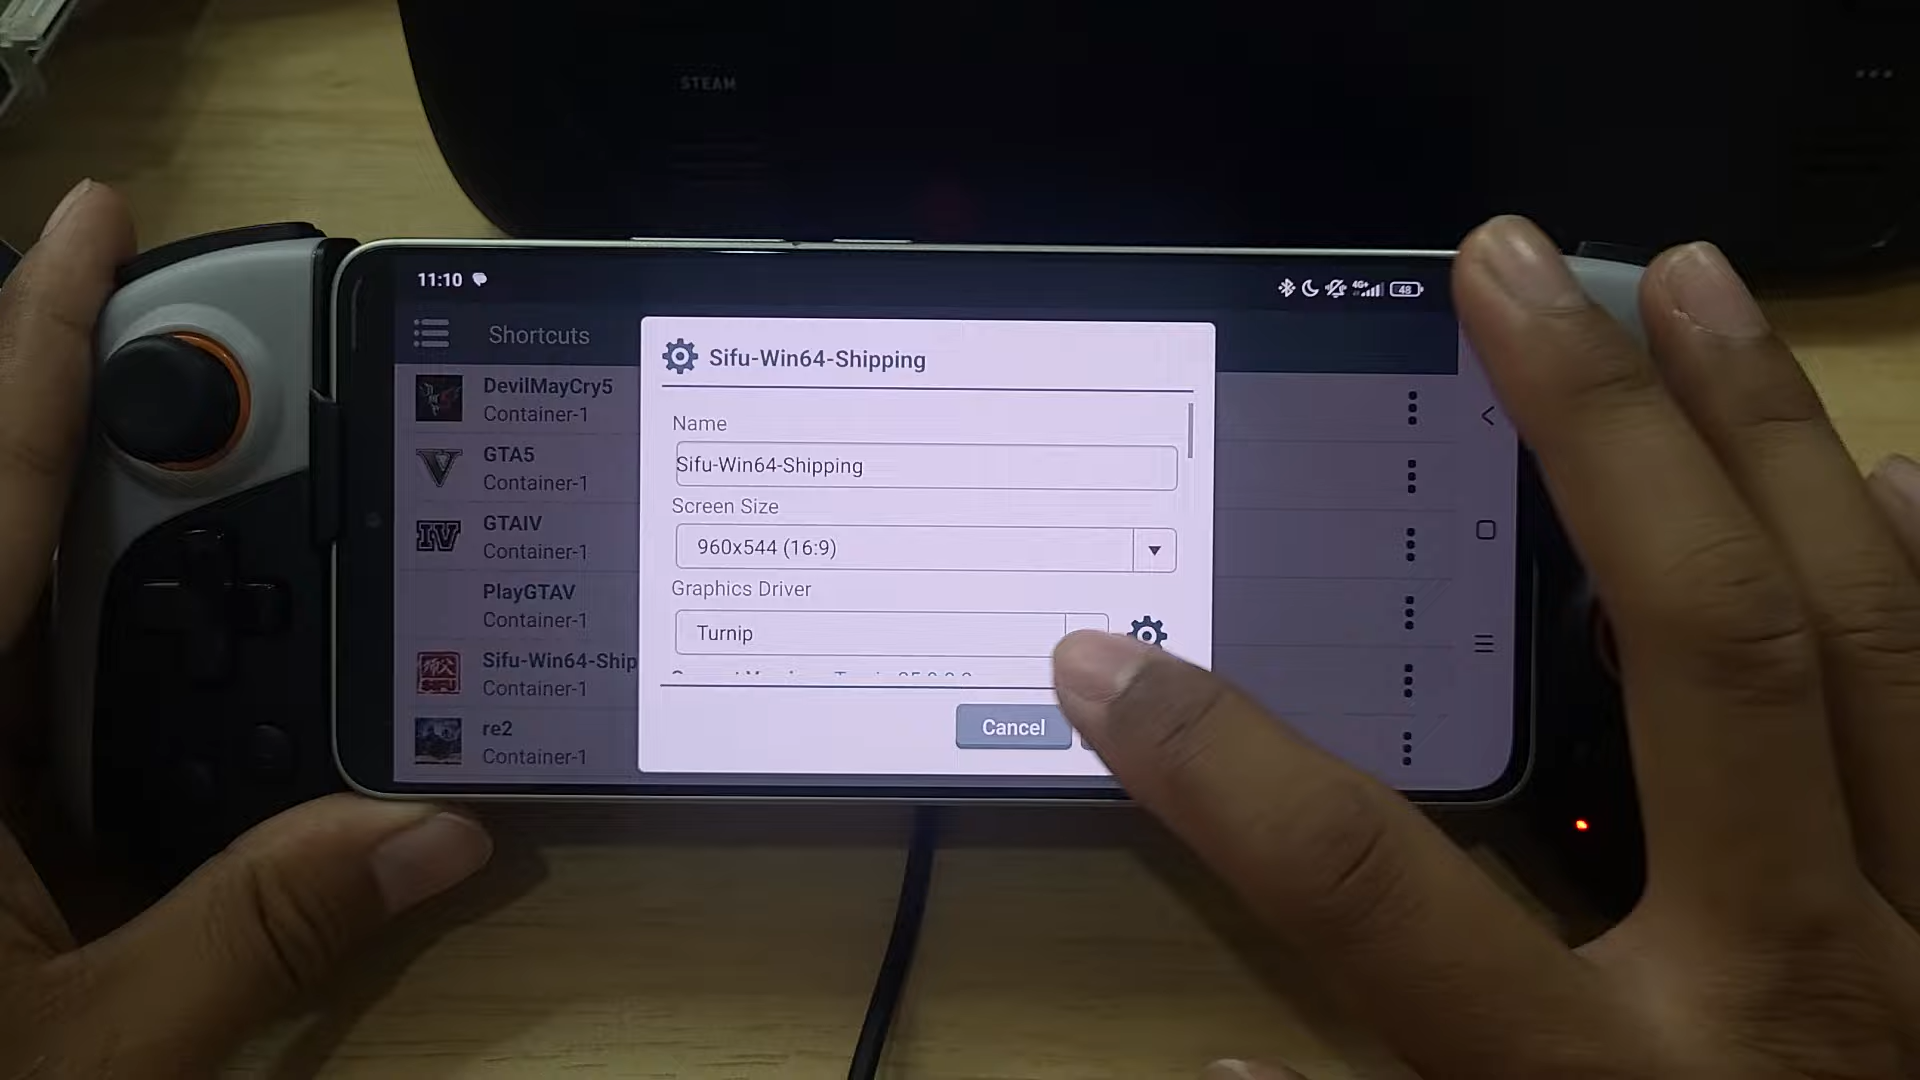 STEAM
11:10
4G+
48
Shortcuts
DevilMayCry5
Container-1
GTA5
Container-1
GTAIV
Container-1
PlayGTAV
Container-1
Sifu-Win64-Ship
Container-1
re2
Container-1
Sifu-Win64-Shipping
Name
Sifu-Win64-Shipping
Screen Size
960x544 (16:9)
Graphics Driver
Turnip
Cancel